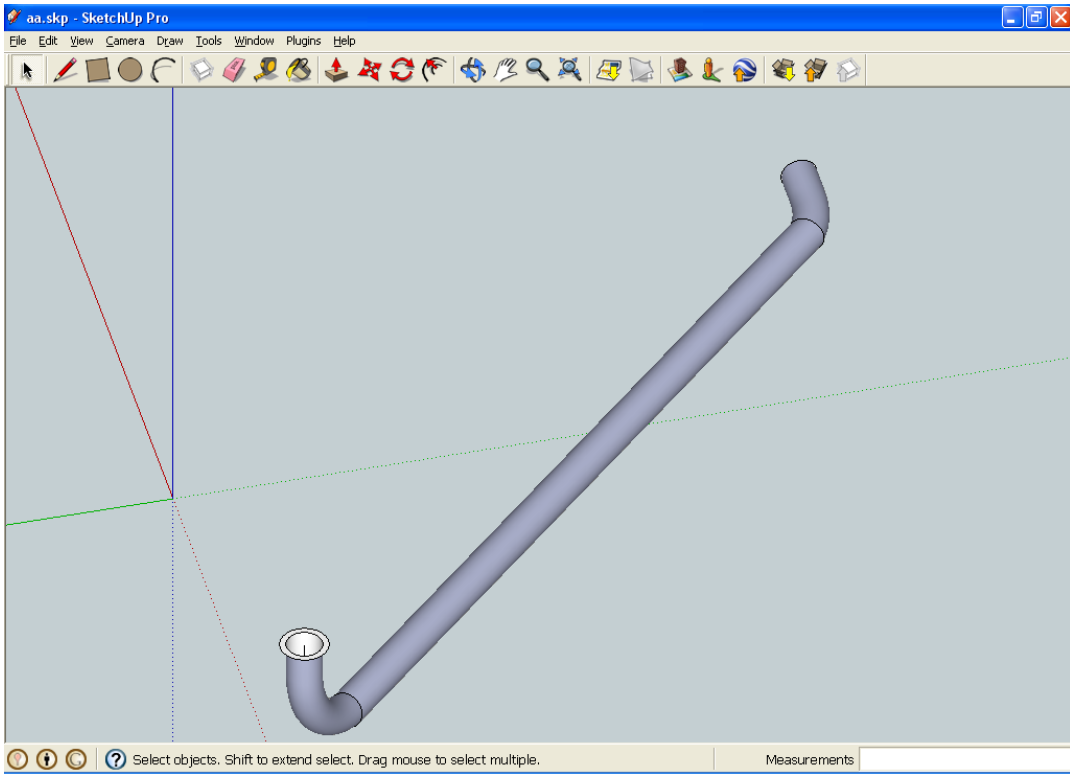 aa.skp - SketchUp Pro
File Edit View Camera Draw Tools Window Plugins Help
Select objects. Shift to extend select. Drag mouse to select multiple. Measurements